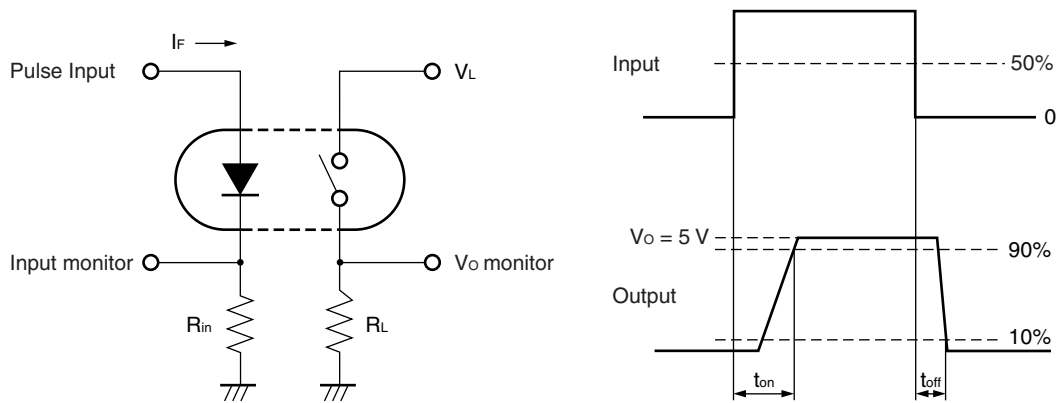 IF
Pulse Input
VL
Input monitor
VO monitor
Rin
RL
Input
50%
0
VO = 5 V
90%
Output
10%
ton
toff